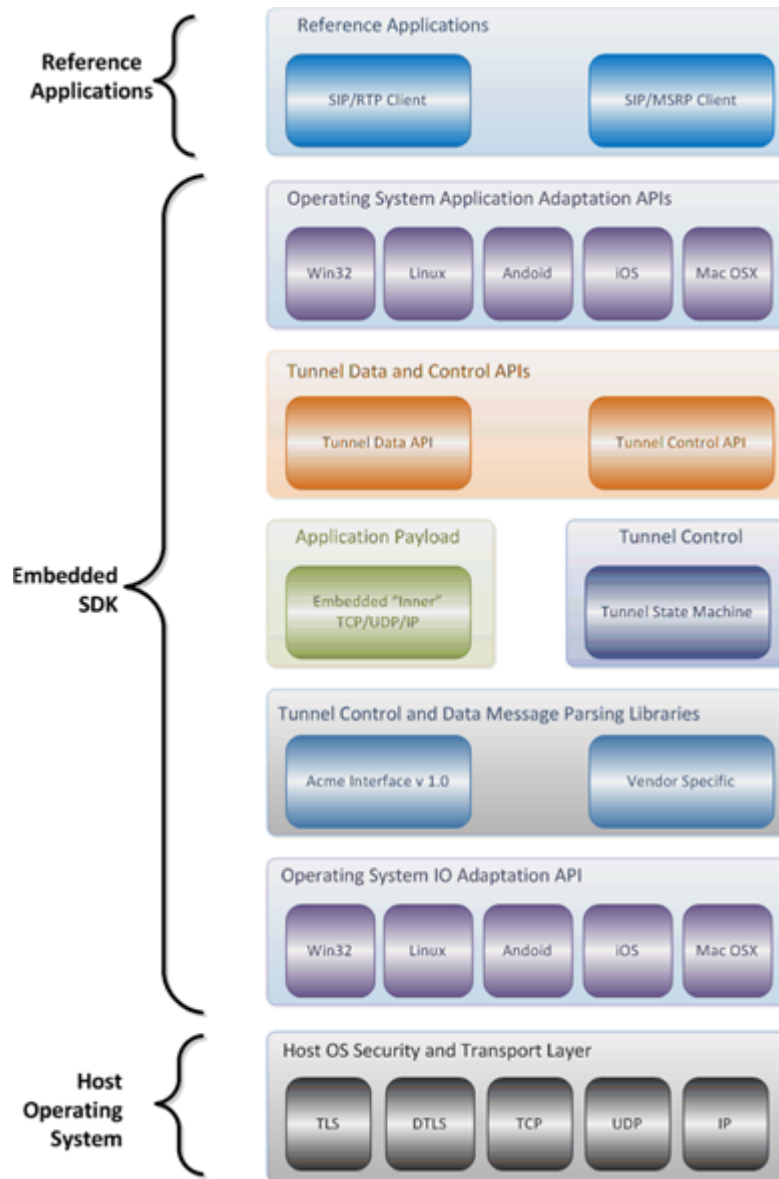 Reference
Applications
Reference Applications
SIP/RTP Client
SIP/MSRP Client
Embedded
SDK
Operating System Application Adaptation APIs
Win32
Linux
Andoid
iOS
Mac OSX
Tunnel Data and Control APIs
Tunnel Data API
Tunnel Control API
Application Payload
Embedded “Inner”
TCP/UDP/IP
Tunnel Control
Tunnel State Machine
Tunnel Control and Data Message Parsing Libraries
Acme Interface v 1.0
Vendor Specific
Operating System IO Adaptation API
Win32
Linux
Andoid
iOS
Mac OSX
Host
Operating
System
Host OS Security and Transport Layer
TLS
DTLS
TCP
UDP
IP